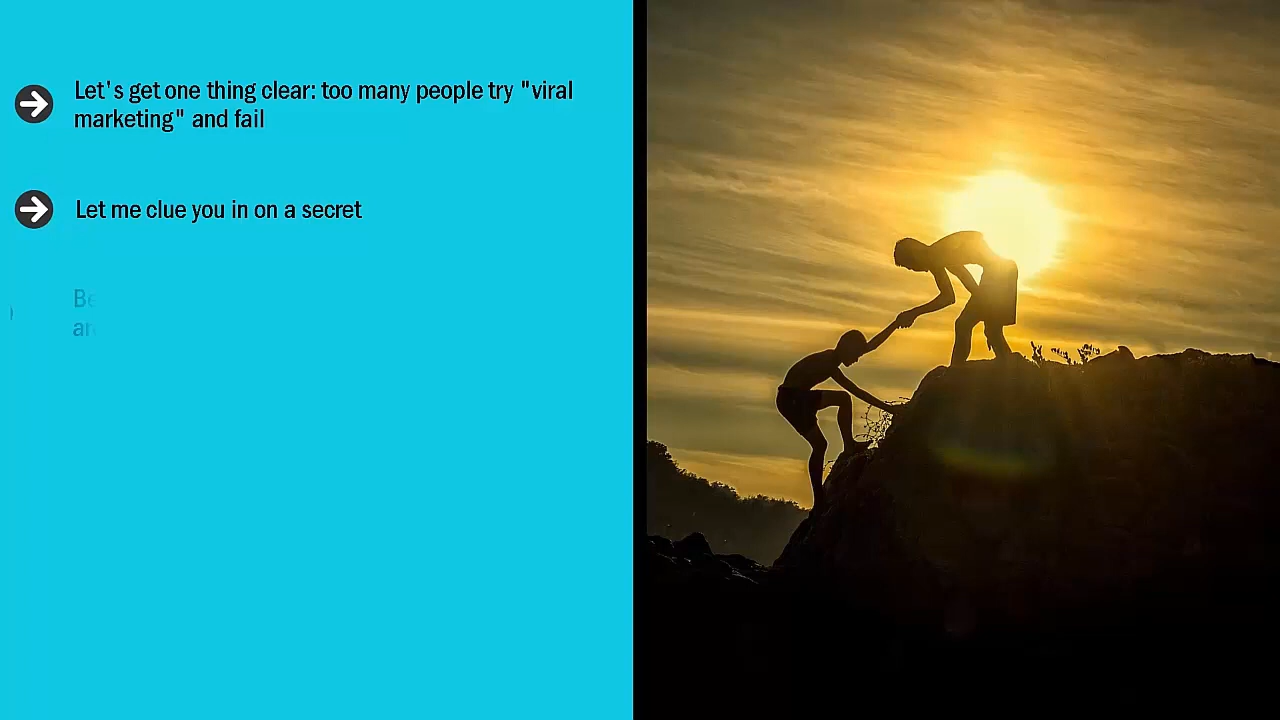 Let's get one thing clear: too many people try "viral
marketing" and fail
Let me clue you in on a secret